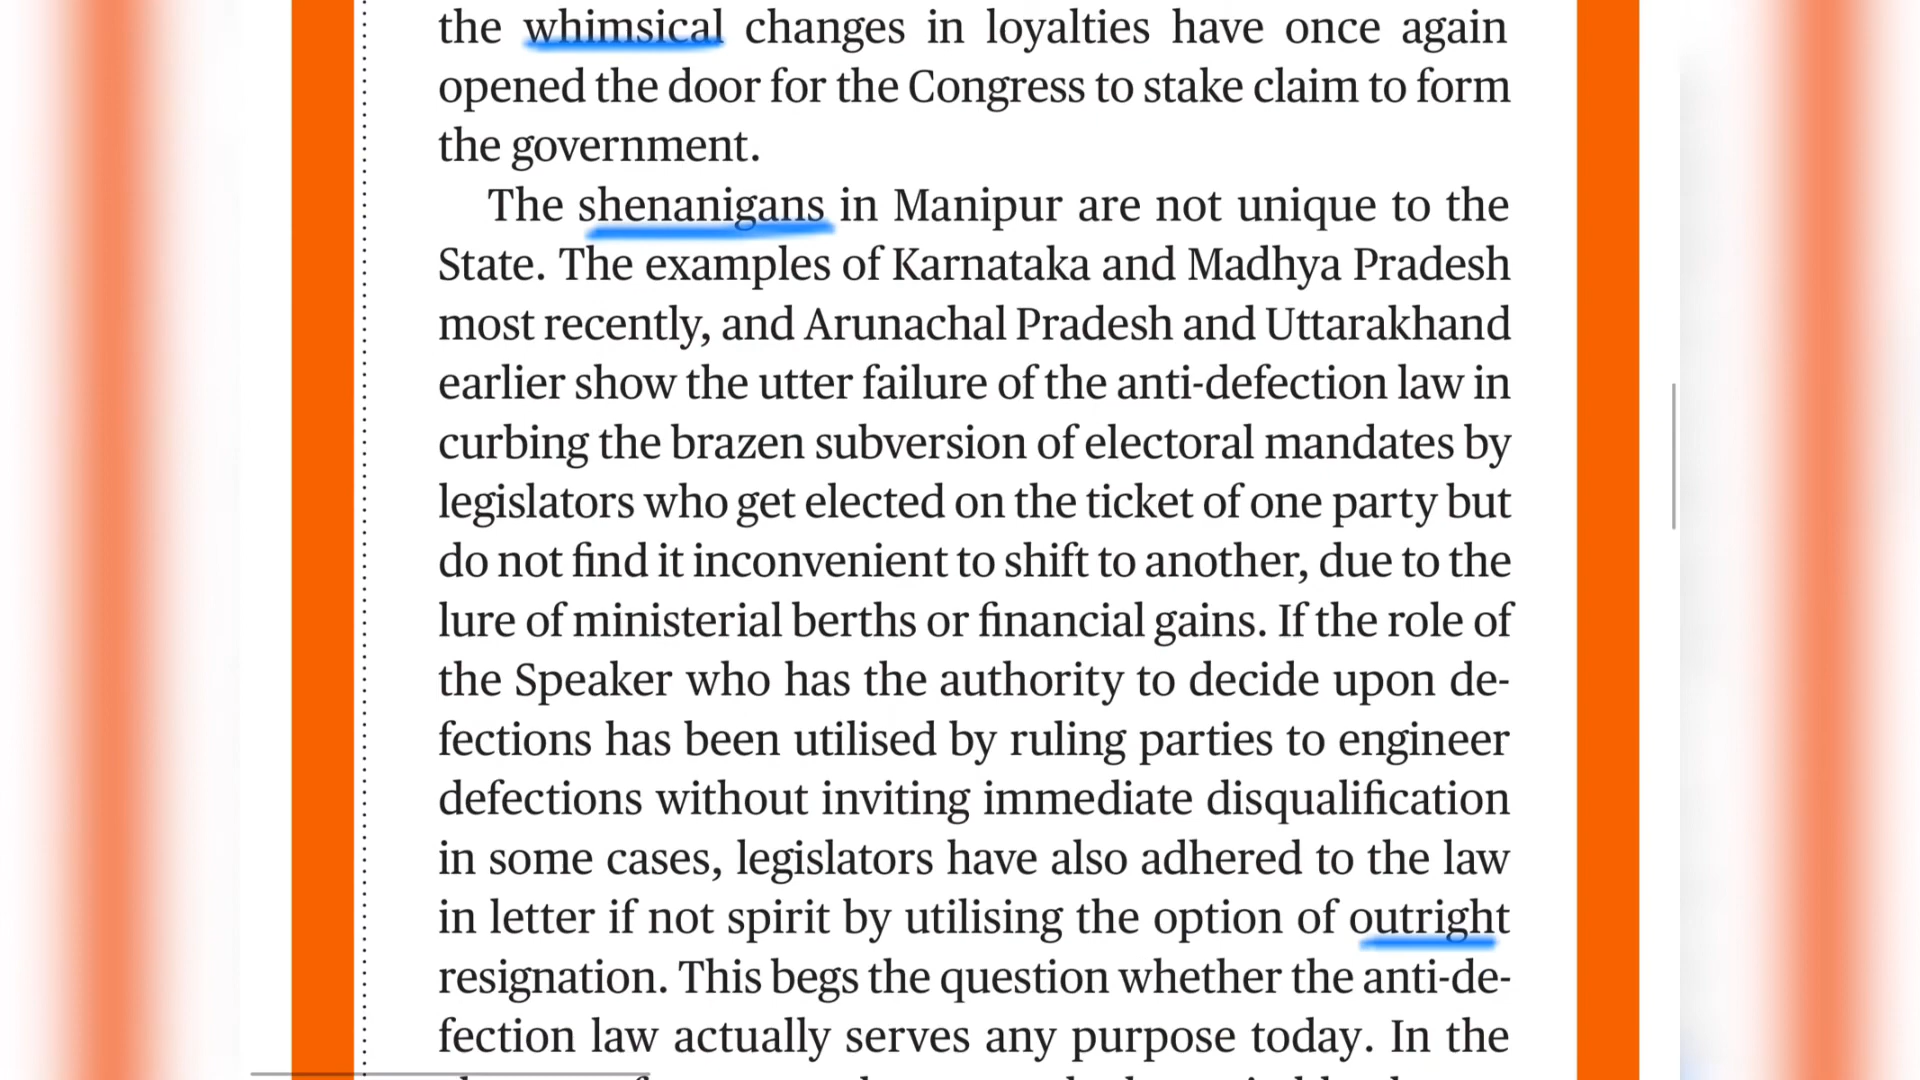 the whimsical changes in loyalties have once again
opened the door for the Congress to stake claim to form
the government.
The shenanigans in Manipur are not unique to the
State. The examples of Karnataka and Madhya Pradesh
most recently, and Arunachal Pradesh and Uttarakhand
earlier show the utter failure of the anti-defection law in
curbing the brazen subversion of electoral mandates by
legislators who get elected on the ticket of one party but
do not find it inconvenient to shift to another, due to the
lure of ministerial berths or financial gains. If the role of
the Speaker who has the authority to decide upon de-
fections has been utilised by ruling parties to engineer
defections without inviting immediate disqualification
in some cases, legislators have also adhered to the law
in letter if not spirit by utilising the option of outright
resignation. This begs the question whether the anti-de-
fection law actually serves any purpose today. In the